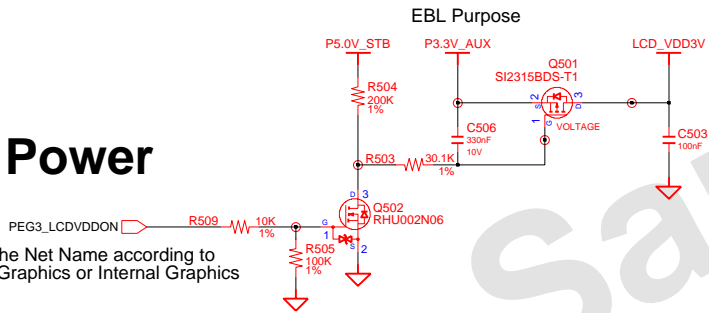 EBL Purpose
P5.0V_STB
P3.3V_AUX
LCD_VDD3V
Q501
SI2315BDS-T1
R504
200K
1%
2
S
3
D
1
G
VOLTAGE
C506
330nF
10V
C503
100nF
Power
R503
30.1K
1%
D
3
Q502
RHU002N06
PEG3_LCDVDDON
R509
10K
1%
G
1
S
2
R505
100K
1%
he Net Name according to
Graphics or Internal Graphics
Sa